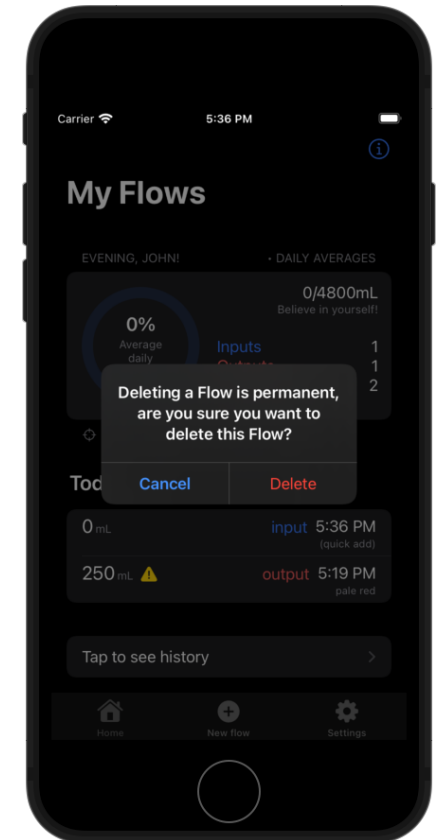 Carrier
5:36 PM
My Flows
EVENING, JOHN!
• DAILY AVERAGES
0/4800mL
Believe in yourself!
0%
Average
daily
Inputs 1
Outputs 1
2
Deleting a Flow is permanent,
are you sure you want to
delete this Flow?
Cancel
Delete
Tod
0 mL
input 5:36 PM
(quick add)
250 mL
output 5:19 PM
pale red
Tap to see history
Home
New flow
Settings